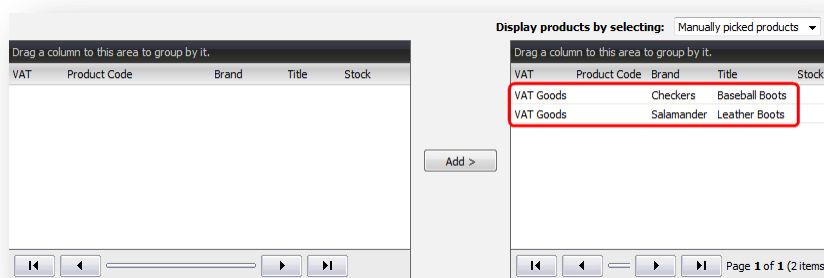 Display products by selecting: Manually picked products
Drag a column to this area to group by it.
VAT Product Code Brand Title Stock
Add >
Drag a column to this area to group by it.
VAT Product Code Brand Title Stock
VAT Goods Checkers Baseball Boots
VAT Goods Salamander Leather Boots
Page 1 of 1 (2 items